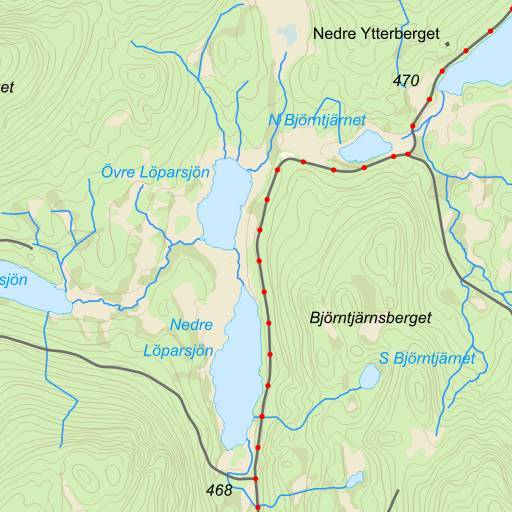 Nedre Ytterberget
470
et
N Björntjärnet
Övre Löparsjön
sjön
Björntjärnsberget
Nedre
Löparsjön
S Björntjärnet
468